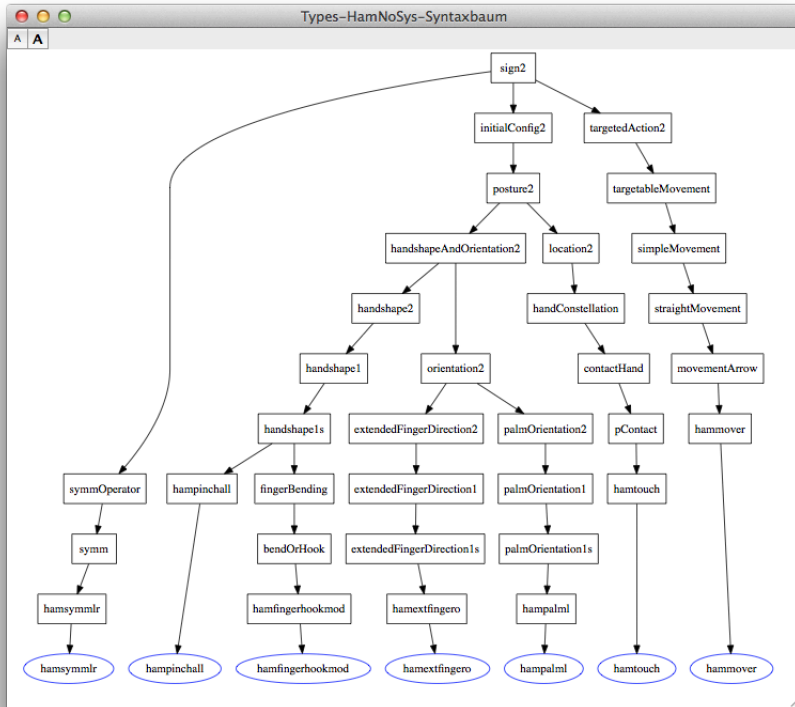 Types-HamNoSys-Syntaxbaum
A A
sign2
initialConfig2 targetedAction2
posture2 targetableMovement
handshapeAndOrientation2 location2 simpleMovement
handshape2 handConstellation straightMovement
handshape1 orientation2 contactHand movementArrow
handshape1s extendedFingerDirection2 palmOrientation2 pContact hammover
symmOperator hampinchall fingerBending extendedFingerDirection1 palmOrientation1 hamtouch
symm bendOrHook extendedFingerDirection1s palmOrientation1s
hamsymmlr hamfingerhookmod hamextfingero hampalml
hamsymmlr hampinchall hamfingerhookmod hamextfingero hampalml hamtouch hammover